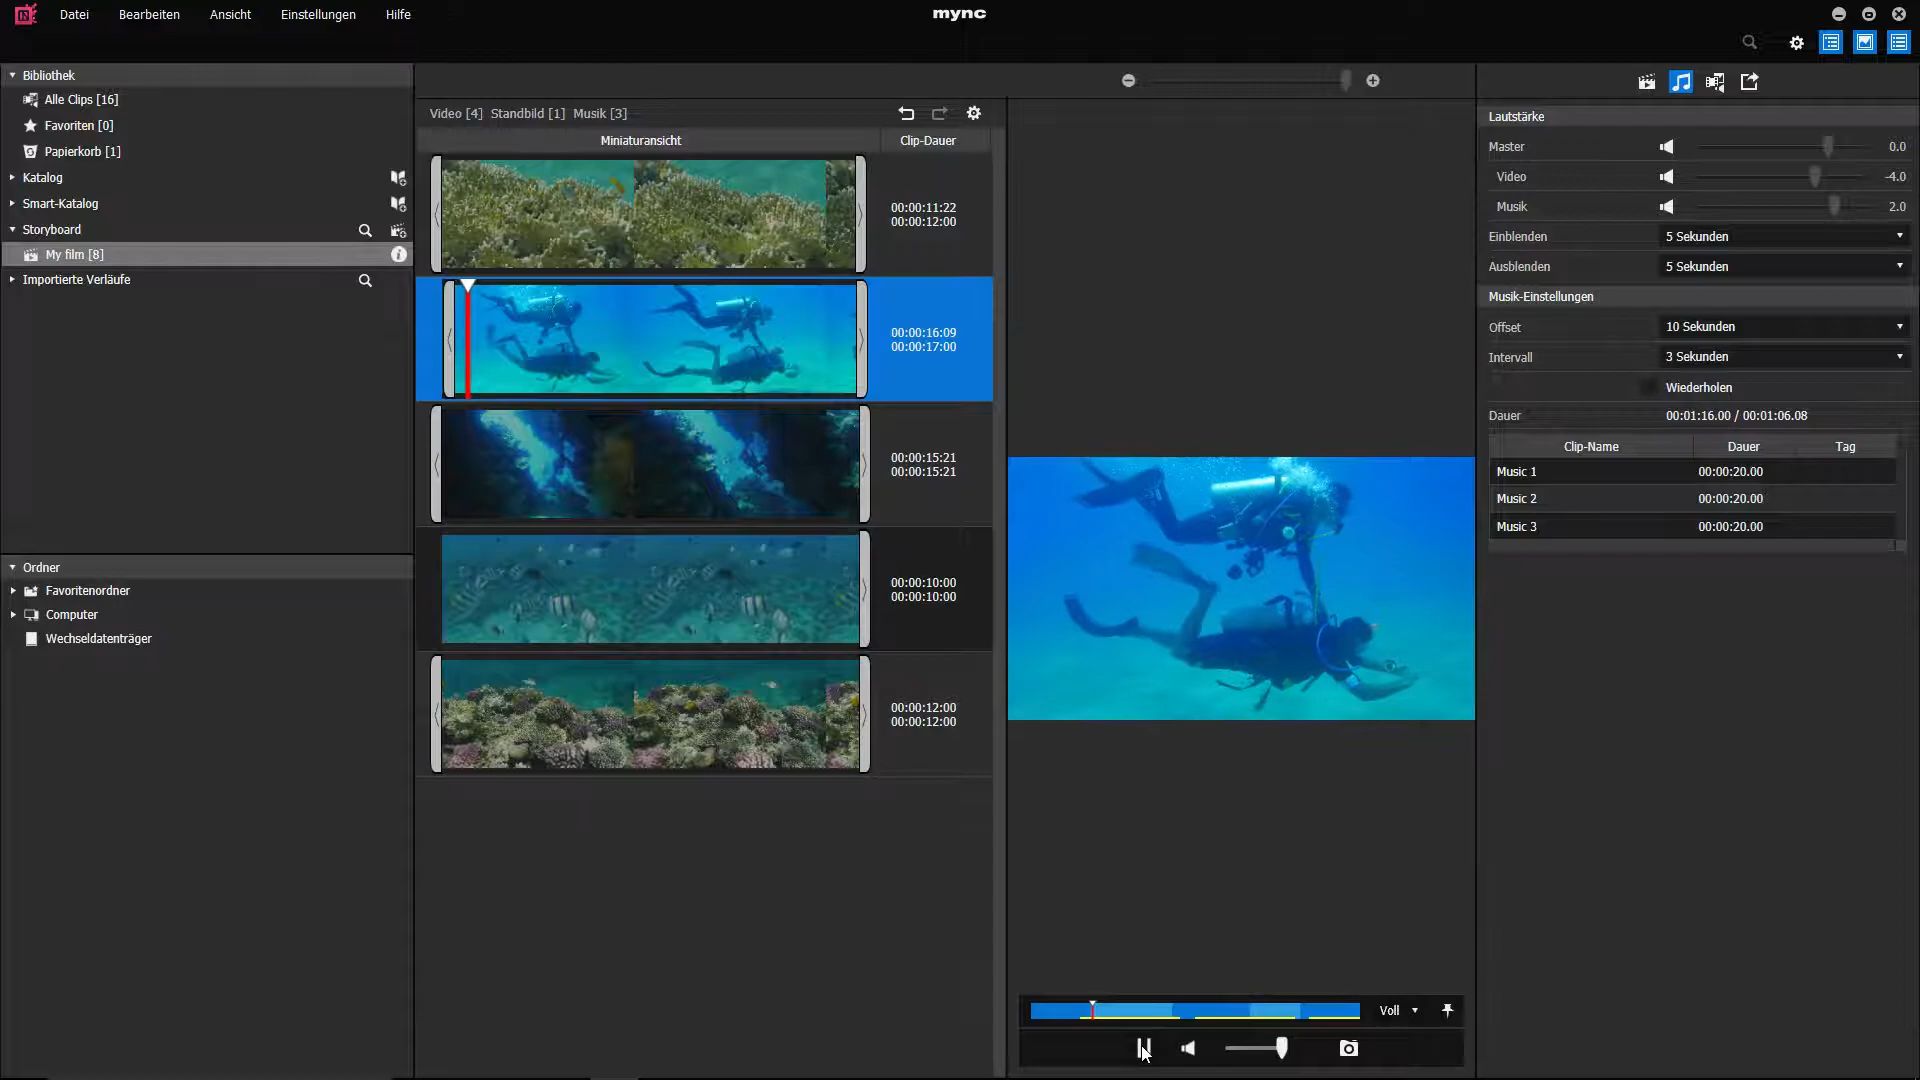 Datei Bearbeiten Ansicht Einstellungen Hilfe
mync
Bibliothek
Alle Clips [16]
Favoriten [0]
Papierkorb [1]
Katalog
Smart-Katalog
Storyboard
My film [8]
Importierte Verläufe
Ordner
Favoritenordner
Computer
Wechseldatenträger
Video [4] Standbild [1] Musik [3]
Miniaturansicht Clip-Dauer
00:00:11:22
00:00:12:00
00:00:16:09
00:00:17:00
00:00:15:21
00:00:15:21
00:00:10:00
00:00:10:00
00:00:12:00
00:00:12:00
Voll
Lautstärke
Master 0.0
Video -4.0
Musik 2.0
Einblenden 5 Sekunden
Ausblenden 5 Sekunden
Musik-Einstellungen
Offset 10 Sekunden
Intervall 3 Sekunden
Wiederholen
Dauer 00:01:16.00 / 00:01:06.08
Clip-Name Dauer Tag
Music 1 00:00:20.00
Music 2 00:00:20.00
Music 3 00:00:20.00